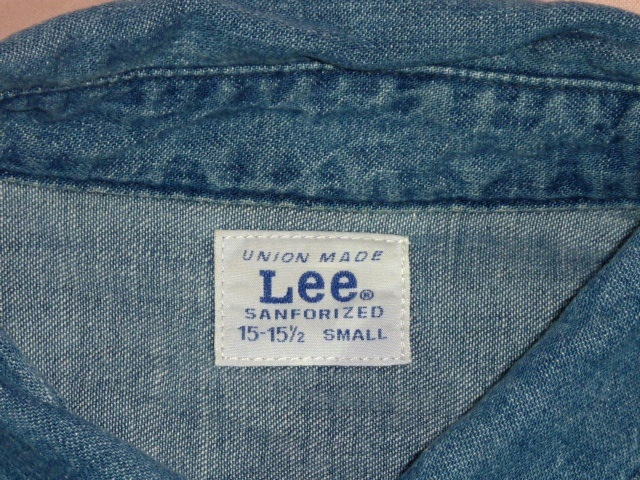 UNION MADE
Lee®
SANFORIZED
15-15½ SMALL